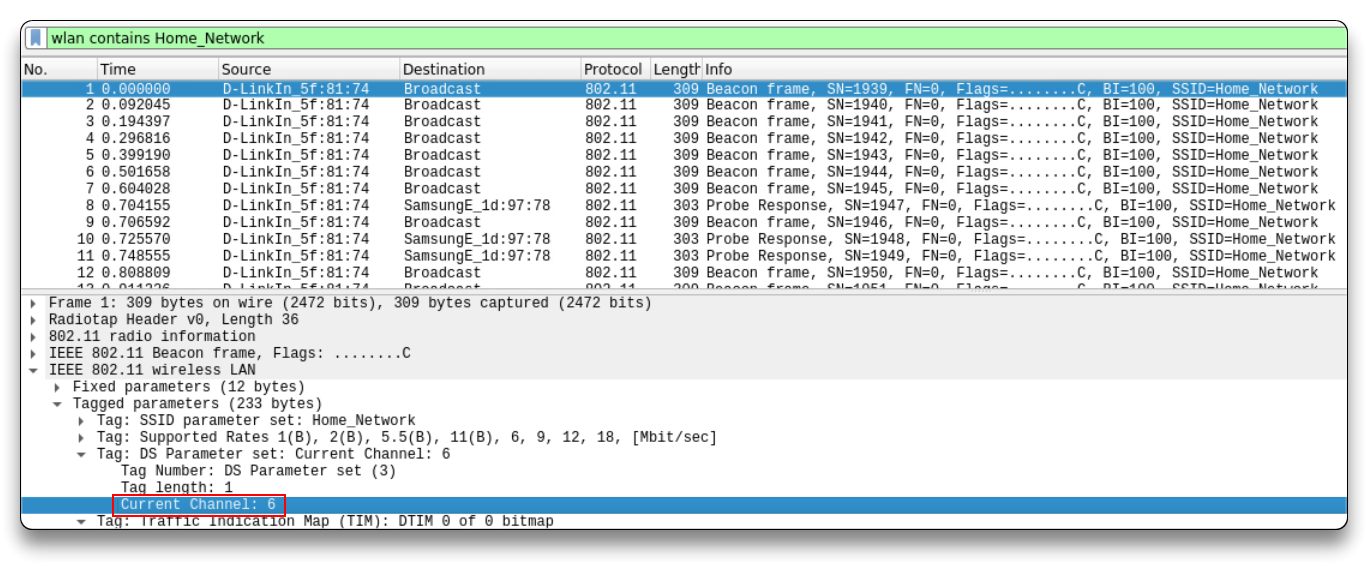 wlan contains Home_Network
No. Time Source Destination Protocol Length Info
1 0.000000 D-LinkIn_5f:81:74 Broadcast 802.11 309 Beacon frame, SN=1939, FN=0, Flags=........C, BI=100, SSID=Home_Network
2 0.092045 D-LinkIn_5f:81:74 Broadcast 802.11 309 Beacon frame, SN=1940, FN=0, Flags=........C, BI=100, SSID=Home_Network
3 0.194397 D-LinkIn_5f:81:74 Broadcast 802.11 309 Beacon frame, SN=1941, FN=0, Flags=........C, BI=100, SSID=Home_Network
4 0.296816 D-LinkIn_5f:81:74 Broadcast 802.11 309 Beacon frame, SN=1942, FN=0, Flags=........C, BI=100, SSID=Home_Network
5 0.399190 D-LinkIn_5f:81:74 Broadcast 802.11 309 Beacon frame, SN=1943, FN=0, Flags=........C, BI=100, SSID=Home_Network
6 0.501658 D-LinkIn_5f:81:74 Broadcast 802.11 309 Beacon frame, SN=1944, FN=0, Flags=........C, BI=100, SSID=Home_Network
7 0.604028 D-LinkIn_5f:81:74 Broadcast 802.11 309 Beacon frame, SN=1945, FN=0, Flags=........C, BI=100, SSID=Home_Network
8 0.704155 D-LinkIn_5f:81:74 SamsungE_1d:97:78 802.11 303 Probe Response, SN=1947, FN=0, Flags=........C, BI=100, SSID=Home_Network
9 0.706592 D-LinkIn_5f:81:74 Broadcast 802.11 309 Beacon frame, SN=1946, FN=0, Flags=........C, BI=100, SSID=Home_Network
10 0.725570 D-LinkIn_5f:81:74 SamsungE_1d:97:78 802.11 303 Probe Response, SN=1948, FN=0, Flags=........C, BI=100, SSID=Home_Network
11 0.748555 D-LinkIn_5f:81:74 SamsungE_1d:97:78 802.11 303 Probe Response, SN=1949, FN=0, Flags=........C, BI=100, SSID=Home_Network
12 0.808809 D-LinkIn_5f:81:74 Broadcast 802.11 309 Beacon frame, SN=1950, FN=0, Flags=........C, BI=100, SSID=Home_Network
Frame 1: 309 bytes on wire (2472 bits), 309 bytes captured (2472 bits)
Radiotap Header v0, Length 36
802.11 radio information
IEEE 802.11 Beacon frame, Flags: ........C
IEEE 802.11 wireless LAN
Fixed parameters (12 bytes)
Tagged parameters (233 bytes)
Tag: SSID parameter set: Home_Network
Tag: Supported Rates 1(B), 2(B), 5.5(B), 11(B), 6, 9, 12, 18, [Mbit/sec]
Tag: DS Parameter set: Current Channel: 6
Tag Number: DS Parameter set (3)
Tag length: 1
Current Channel: 6
Tag: Traffic Indication Map (TIM): DTIM 0 of 0 bitmap